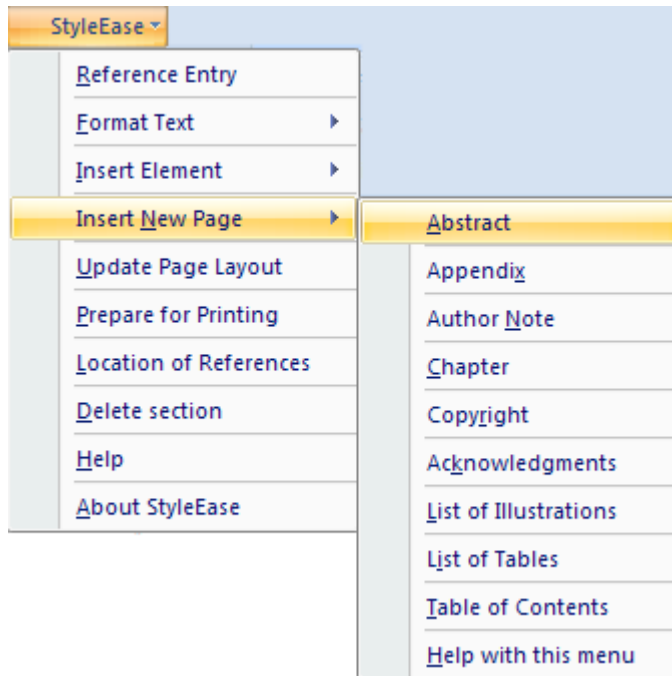 StyleEase
Reference Entry
Format Text
Insert Element
Insert New Page
Update Page Layout
Prepare for Printing
Location of References
Delete section
Help
About StyleEase
Abstract
Appendix
Author Note
Chapter
Copyright
Acknowledgments
List of Illustrations
List of Tables
Table of Contents
Help with this menu